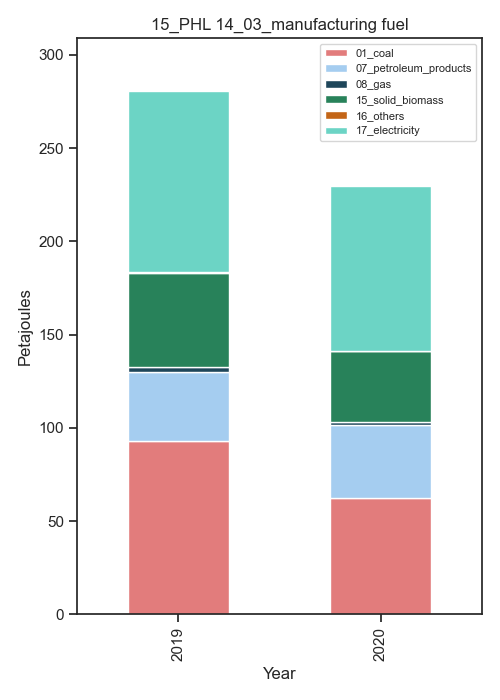 15_PHL 14_03_manufacturing fuel
01_coal
07_petroleum_products
08_gas
15_solid_biomass
16_others
17_electricity
300
250
200
150
100
50
0
Petajoules
2019
2020
Year